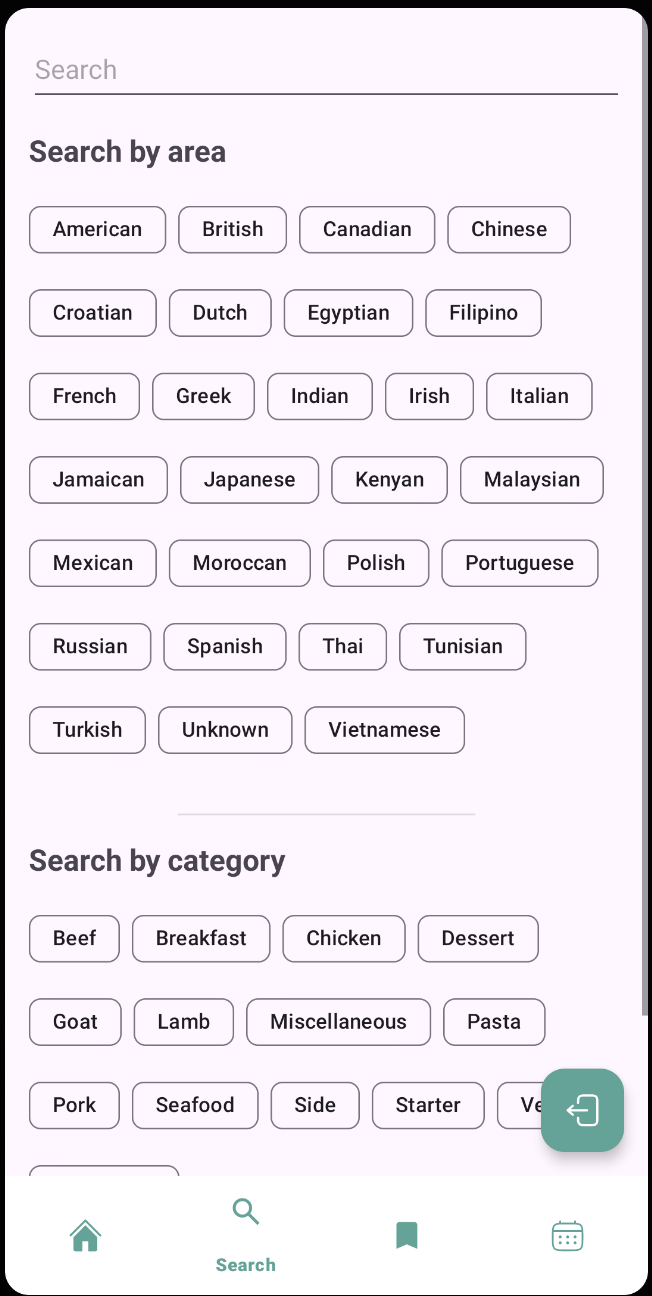 Search
Search by area
American British Canadian Chinese
Croatian Dutch Egyptian Filipino
French Greek Indian Irish Italian
Jamaican Japanese Kenyan Malaysian
Mexican Moroccan Polish Portuguese
Russian Spanish Thai Tunisian
Turkish Unknown Vietnamese
Search by category
Beef Breakfast Chicken Dessert
Goat Lamb Miscellaneous Pasta
Pork Seafood Side Starter
Search